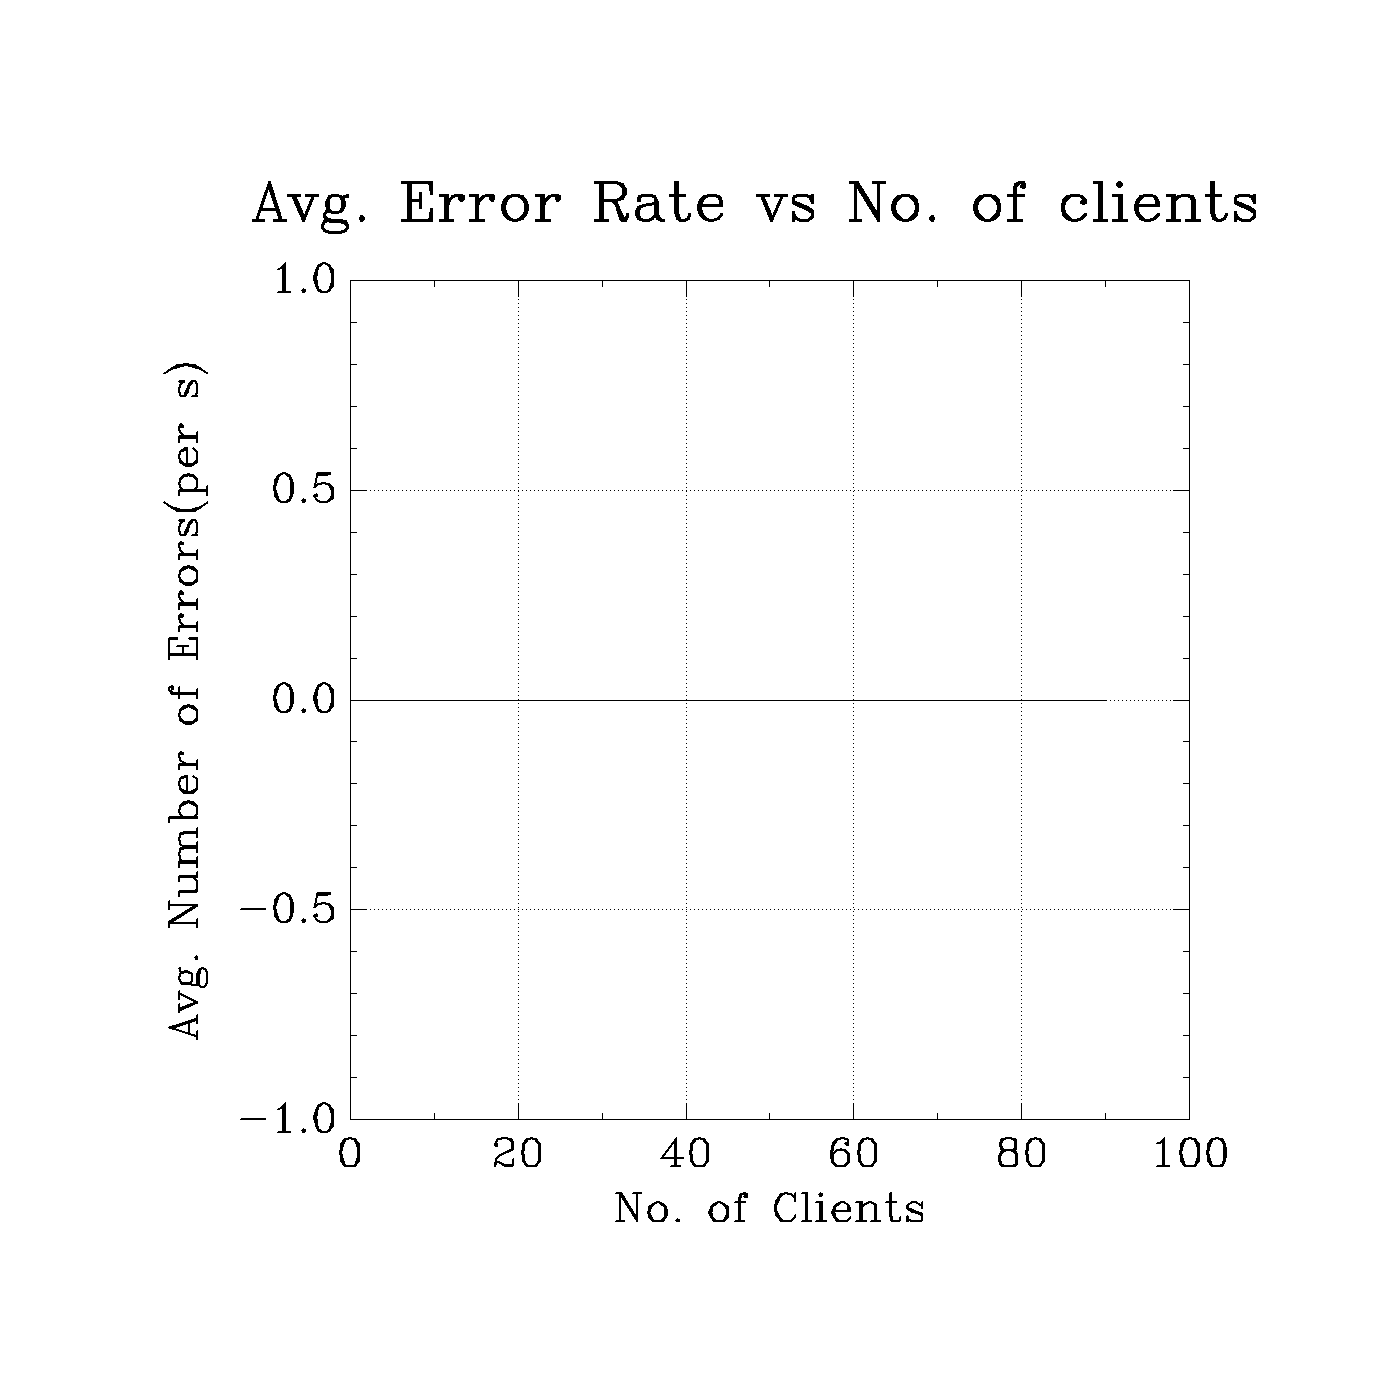 Avg. Error Rate vs No. of clients
1.0
0.5
0.0
-0.5
-1.0
Avg. Number of Errors(per s)
0 20 40 60 80 100
No. of Clients